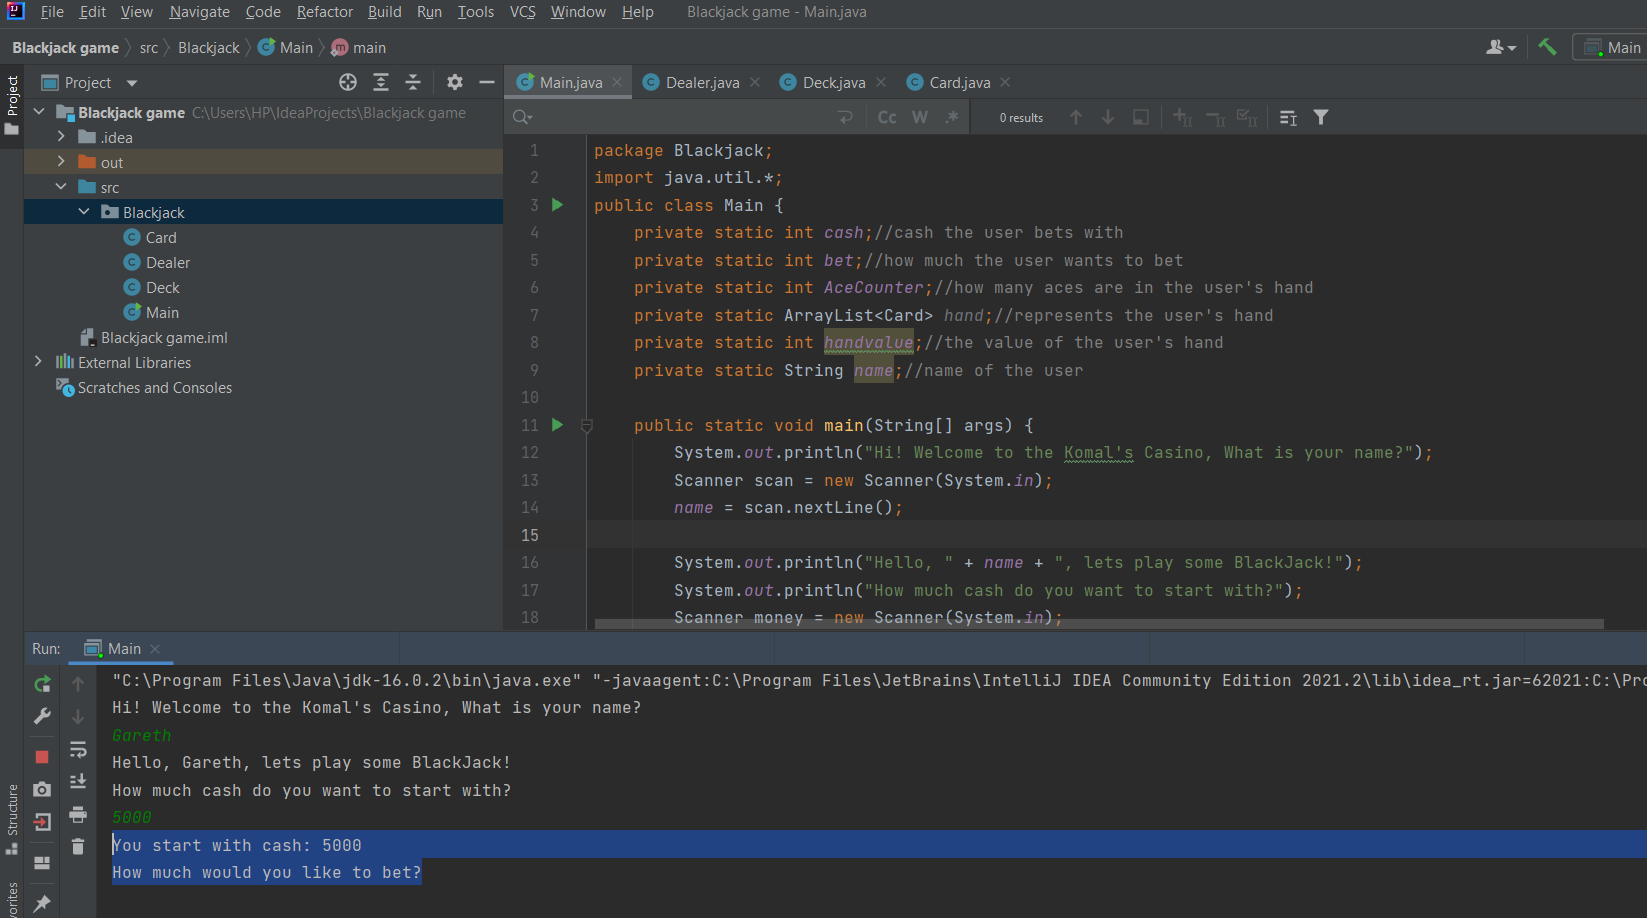 File Edit View Navigate Code Refactor Build Run Tools VCS Window Help Blackjack game - Main.java
Blackjack game src Blackjack Main main Main
Project
Project
Main.java Dealer.java Deck.java Card.java
Blackjack game C:\Users\HP\IdeaProjects\Blackjack game
.idea
out
src
Blackjack
Card
Dealer
Deck
Main
Blackjack game.iml
External Libraries
Scratches and Consoles
Cc W .* 0 results
1 package Blackjack;
2 import java.util.*;
3 public class Main {
4 private static int cash;//cash the user bets with
5 private static int bet;//how much the user wants to bet
6 private static int AceCounter;//how many aces are in the user's hand
7 private static ArrayList<Card> hand;//represents the user's hand
8 private static int handvalue;//the value of the user's hand
9 private static String name;//name of the user
10
11 public static void main(String[] args) {
12 System.out.println("Hi! Welcome to the Komal's Casino, What is your name?");
13 Scanner scan = new Scanner(System.in);
14 name = scan.nextLine();
15
16 System.out.println("Hello, " + name + ", lets play some BlackJack!");
17 System.out.println("How much cash do you want to start with?");
18 Scanner money = new Scanner(System.in);
Run: Main
"C:\Program Files\Java\jdk-16.0.2\bin\java.exe" "-javaagent:C:\Program Files\JetBrains\IntelliJ IDEA Community Edition 2021.2\lib\idea_rt.jar=62021:C:\Pro
Hi! Welcome to the Komal's Casino, What is your name?
Gareth
Hello, Gareth, lets play some BlackJack!
How much cash do you want to start with?
5000
You start with cash: 5000
How much would you like to bet?
Structure
vorites